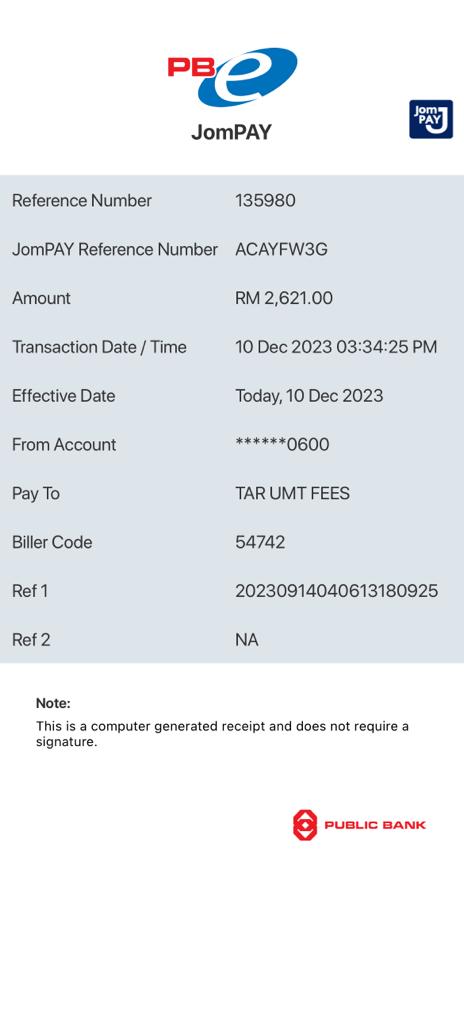 PBe
Jom
PAY
JomPAY
Reference Number 135980
JomPAY Reference Number ACAYFW3G
Amount RM 2,621.00
Transaction Date / Time 10 Dec 2023 03:34:25 PM
Effective Date Today, 10 Dec 2023
From Account ******0600
Pay To TAR UMT FEES
Biller Code 54742
Ref 1 20230914040613180925
Ref 2 NA
Note:
This is a computer generated receipt and does not require a
signature.
PUBLIC BANK